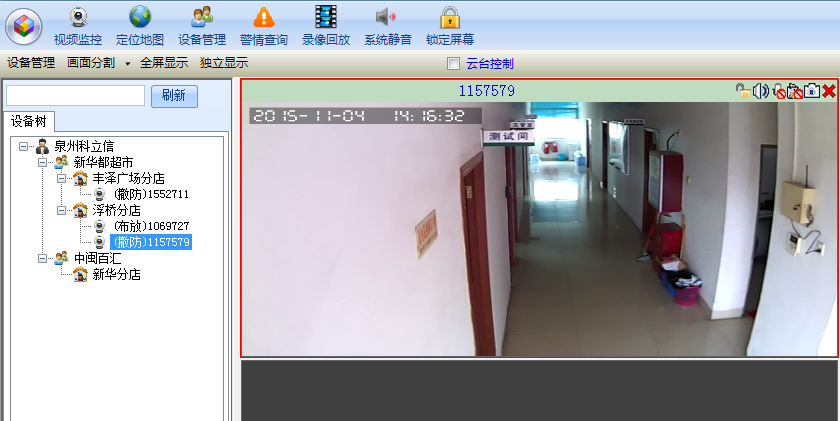 视频监控 定位地图 设备管理 警情查询 录像回放 系统静音 锁定屏幕
设备管理 画面分割 全屏显示 独立显示 云台控制
刷新
设备树
泉州科立信
新华都超市
丰泽广场分店
(撤防)1552711
浮桥分店
(布放)1069727
(撤防)1157579
中闽百汇
新华分店
1157579
2015-11-04 14:16:32
测试间